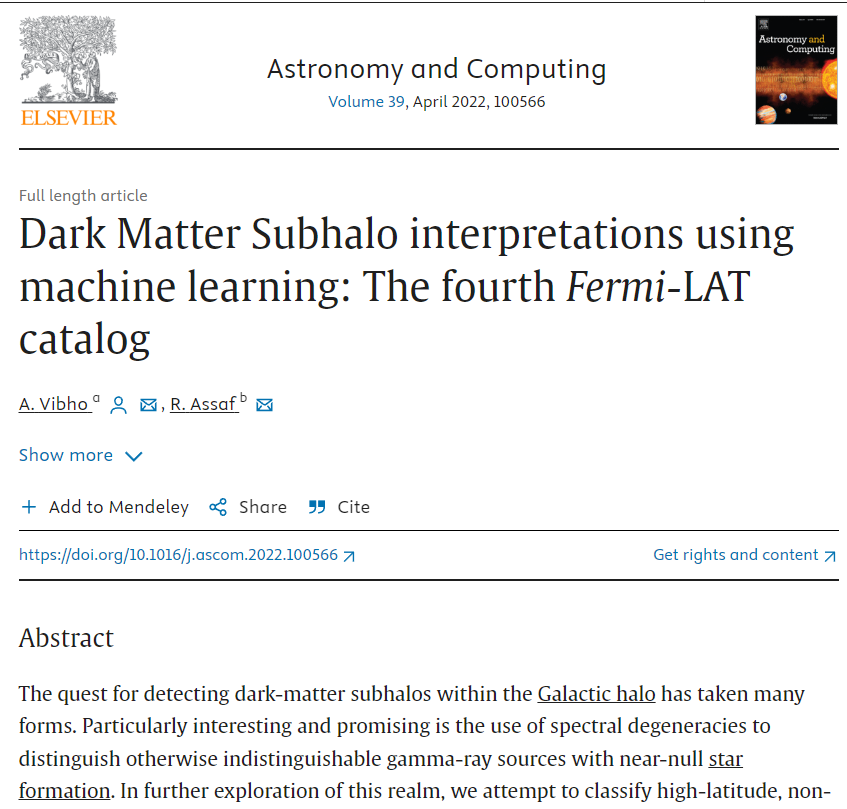 ELSEVIER
Astronomy and Computing
Volume 39, April 2022, 100566
Astronomy and
Computing
Full length article
Dark Matter Subhalo interpretations using
machine learning: The fourth Fermi-LAT
catalog
A. Vibho a , R. Assaf b
Show more
Add to Mendeley Share Cite
https://doi.org/10.1016/j.ascom.2022.100566 Get rights and content
Abstract
The quest for detecting dark-matter subhalos within the Galactic halo has taken many
forms. Particularly interesting and promising is the use of spectral degeneracies to
distinguish otherwise indistinguishable gamma-ray sources with near-null star
formation. In further exploration of this realm, we attempt to classify high-latitude, non-